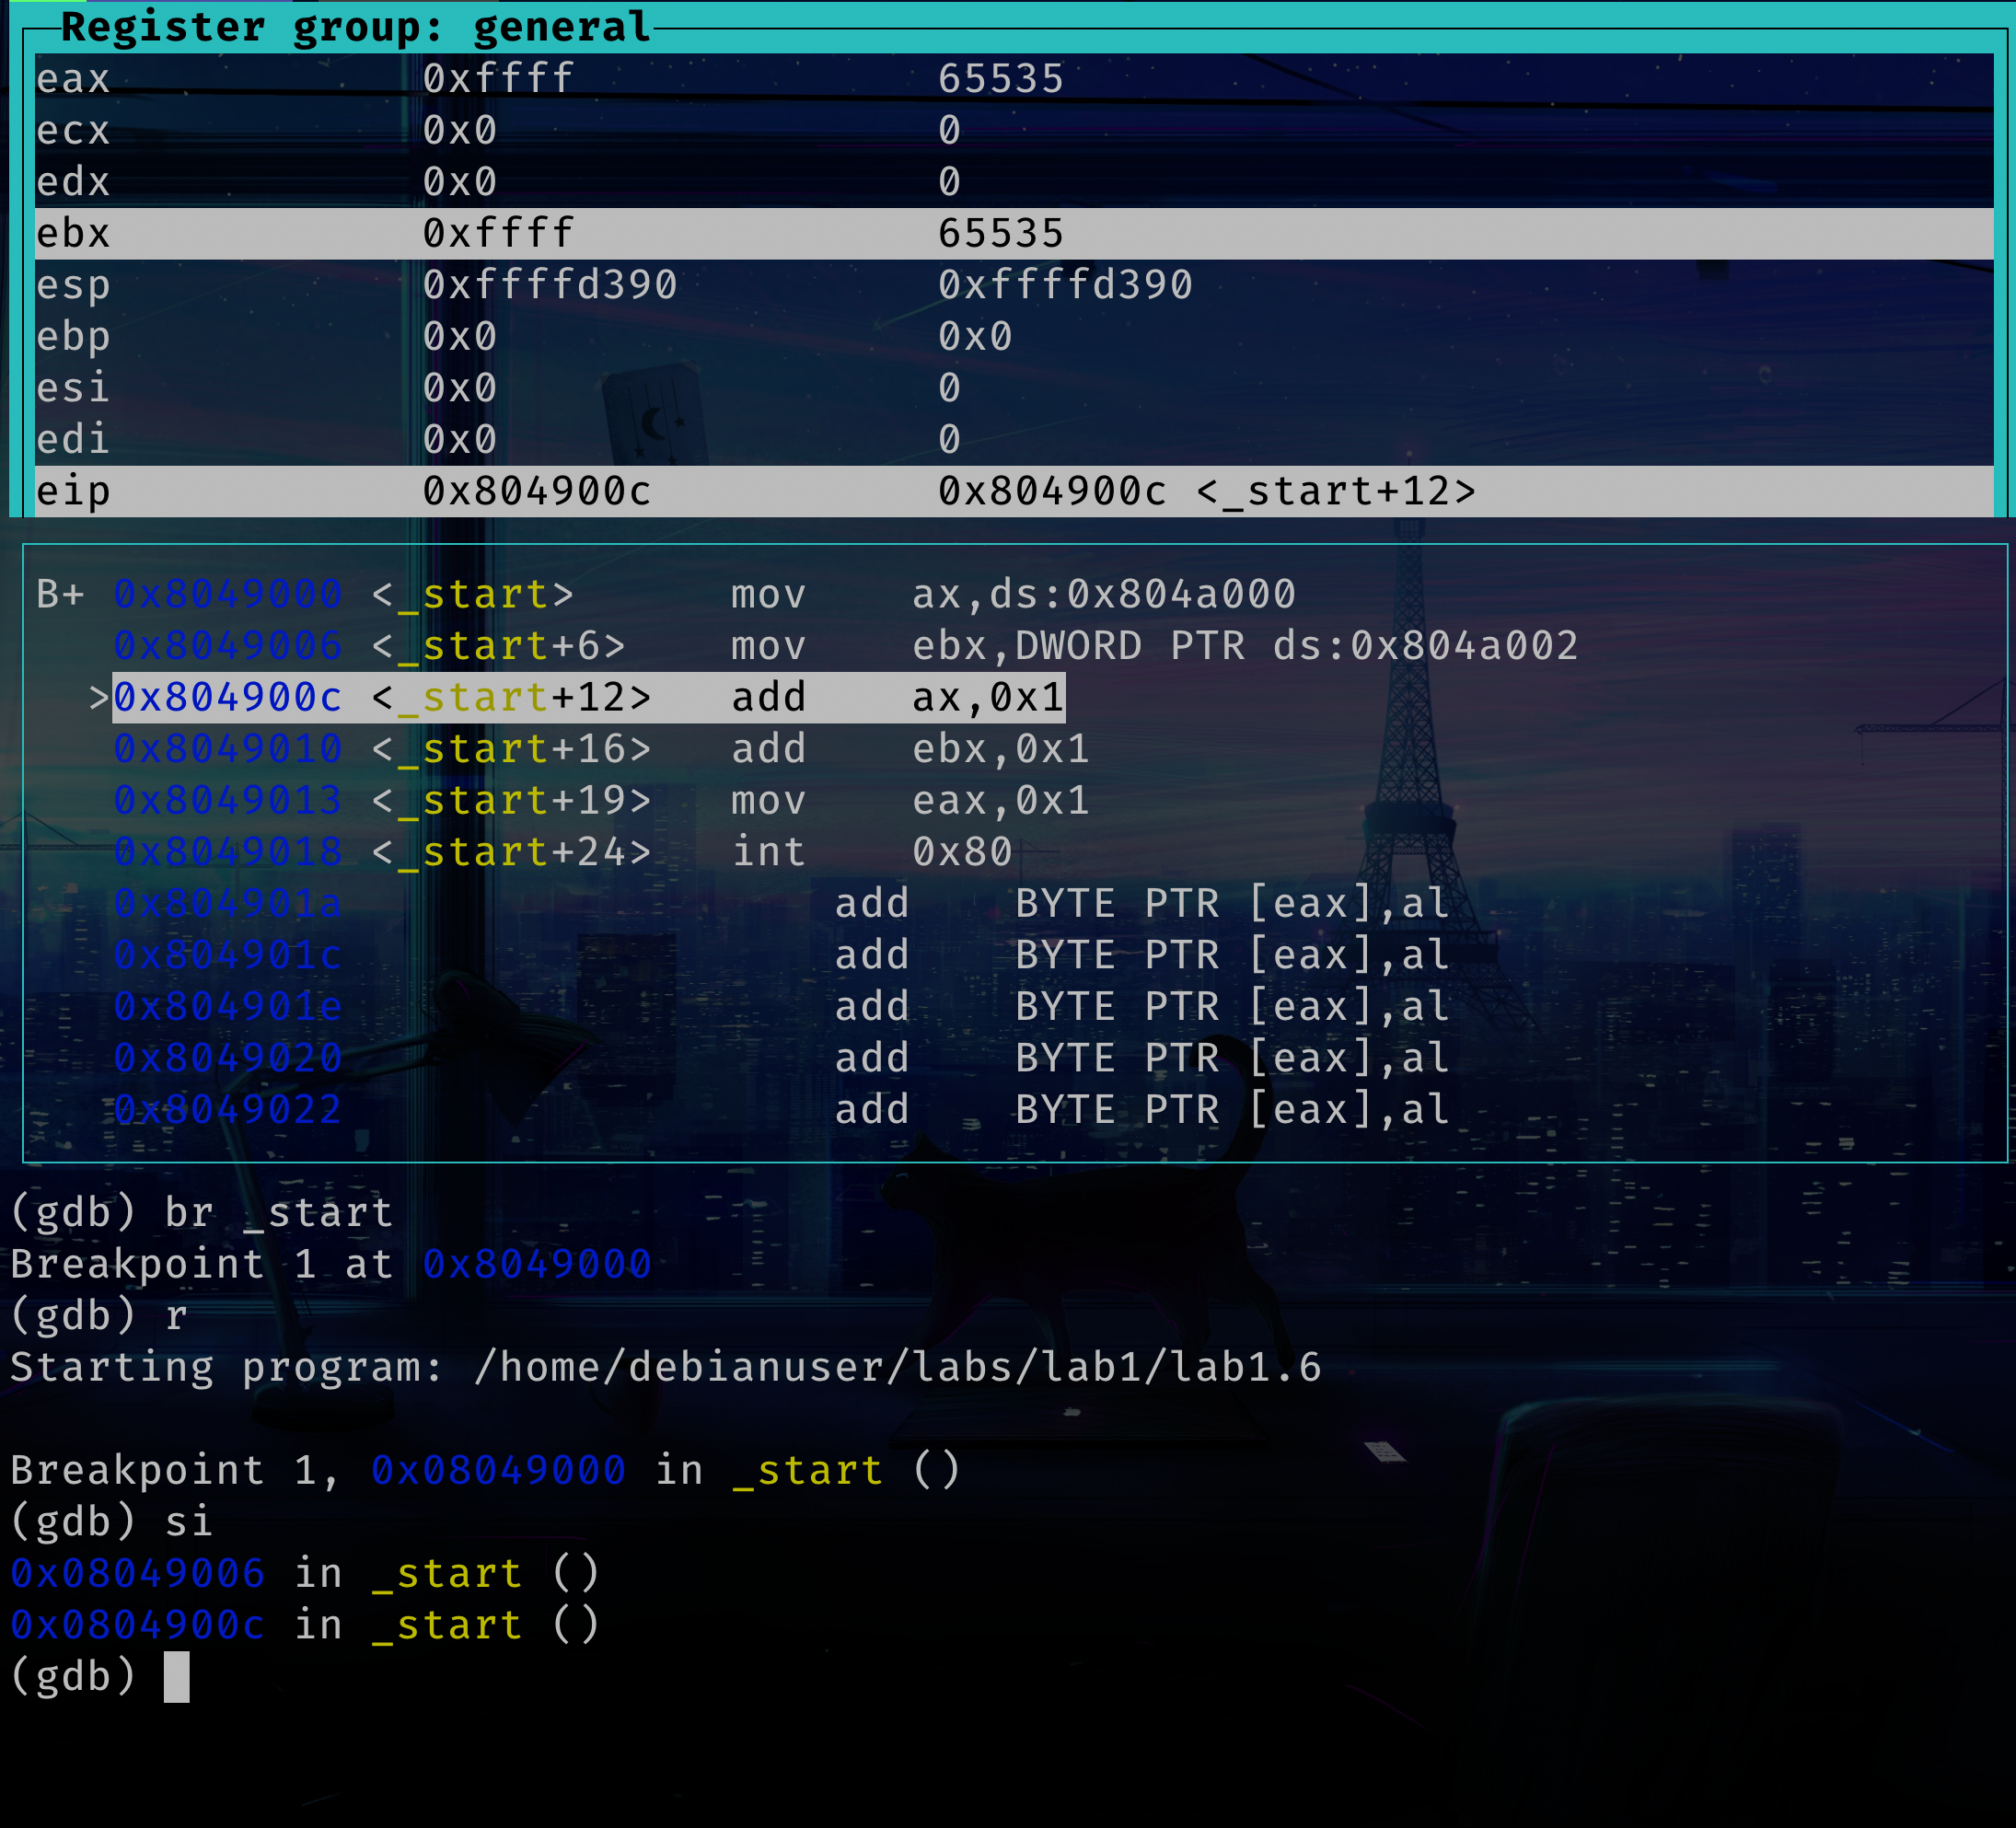 Register group: general
eax 0xffff 65535
ecx 0x0 0
edx 0x0 0
ebx 0xffff 65535
esp 0xffffd390 0xffffd390
ebp 0x0 0x0
esi 0x0 0
edi 0x0 0
eip 0x804900c 0x804900c <_start+12>
B+ 0x8049000 <_start> mov ax,ds:0x804a000
0x8049006 <_start+6> mov ebx,DWORD PTR ds:0x804a002
>0x804900c <_start+12> add ax,0x1
0x8049010 <_start+16> add ebx,0x1
0x8049013 <_start+19> mov eax,0x1
0x8049018 <_start+24> int 0x80
0x804901a add BYTE PTR [eax],al
0x804901c add BYTE PTR [eax],al
0x804901e add BYTE PTR [eax],al
0x8049020 add BYTE PTR [eax],al
0x8049022 add BYTE PTR [eax],al
(gdb) br _start
Breakpoint 1 at 0x8049000
(gdb) r
Starting program: /home/debianuser/labs/lab1/lab1.6
Breakpoint 1, 0x08049000 in _start ()
(gdb) si
0x08049006 in _start ()
0x0804900c in _start ()
(gdb)